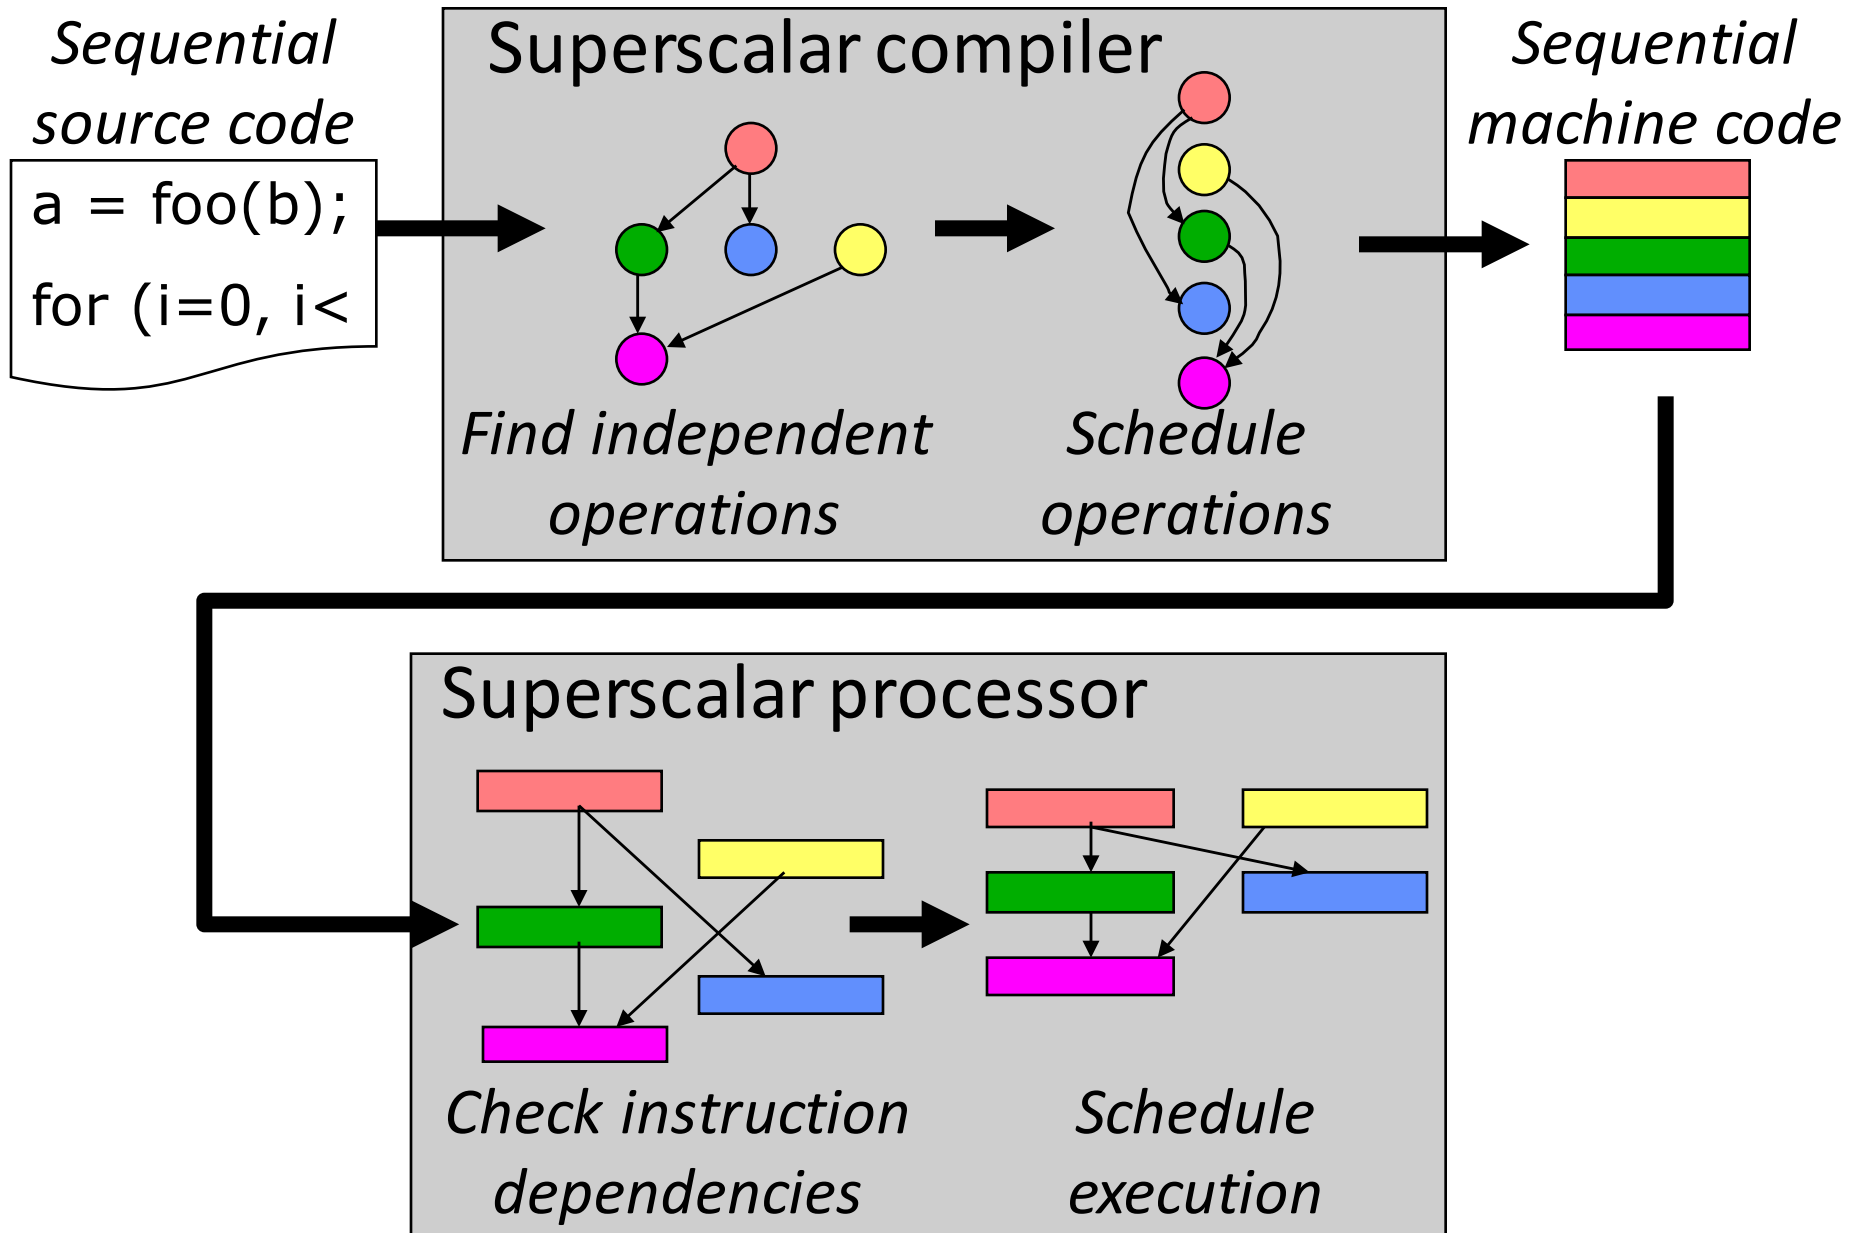 Sequential
source code
a = foo(b);
for (i=0, i<
Superscalar compiler
Find independent
operations
Schedule
operations
Sequential
machine code
Superscalar processor
Check instruction
dependencies
Schedule
execution